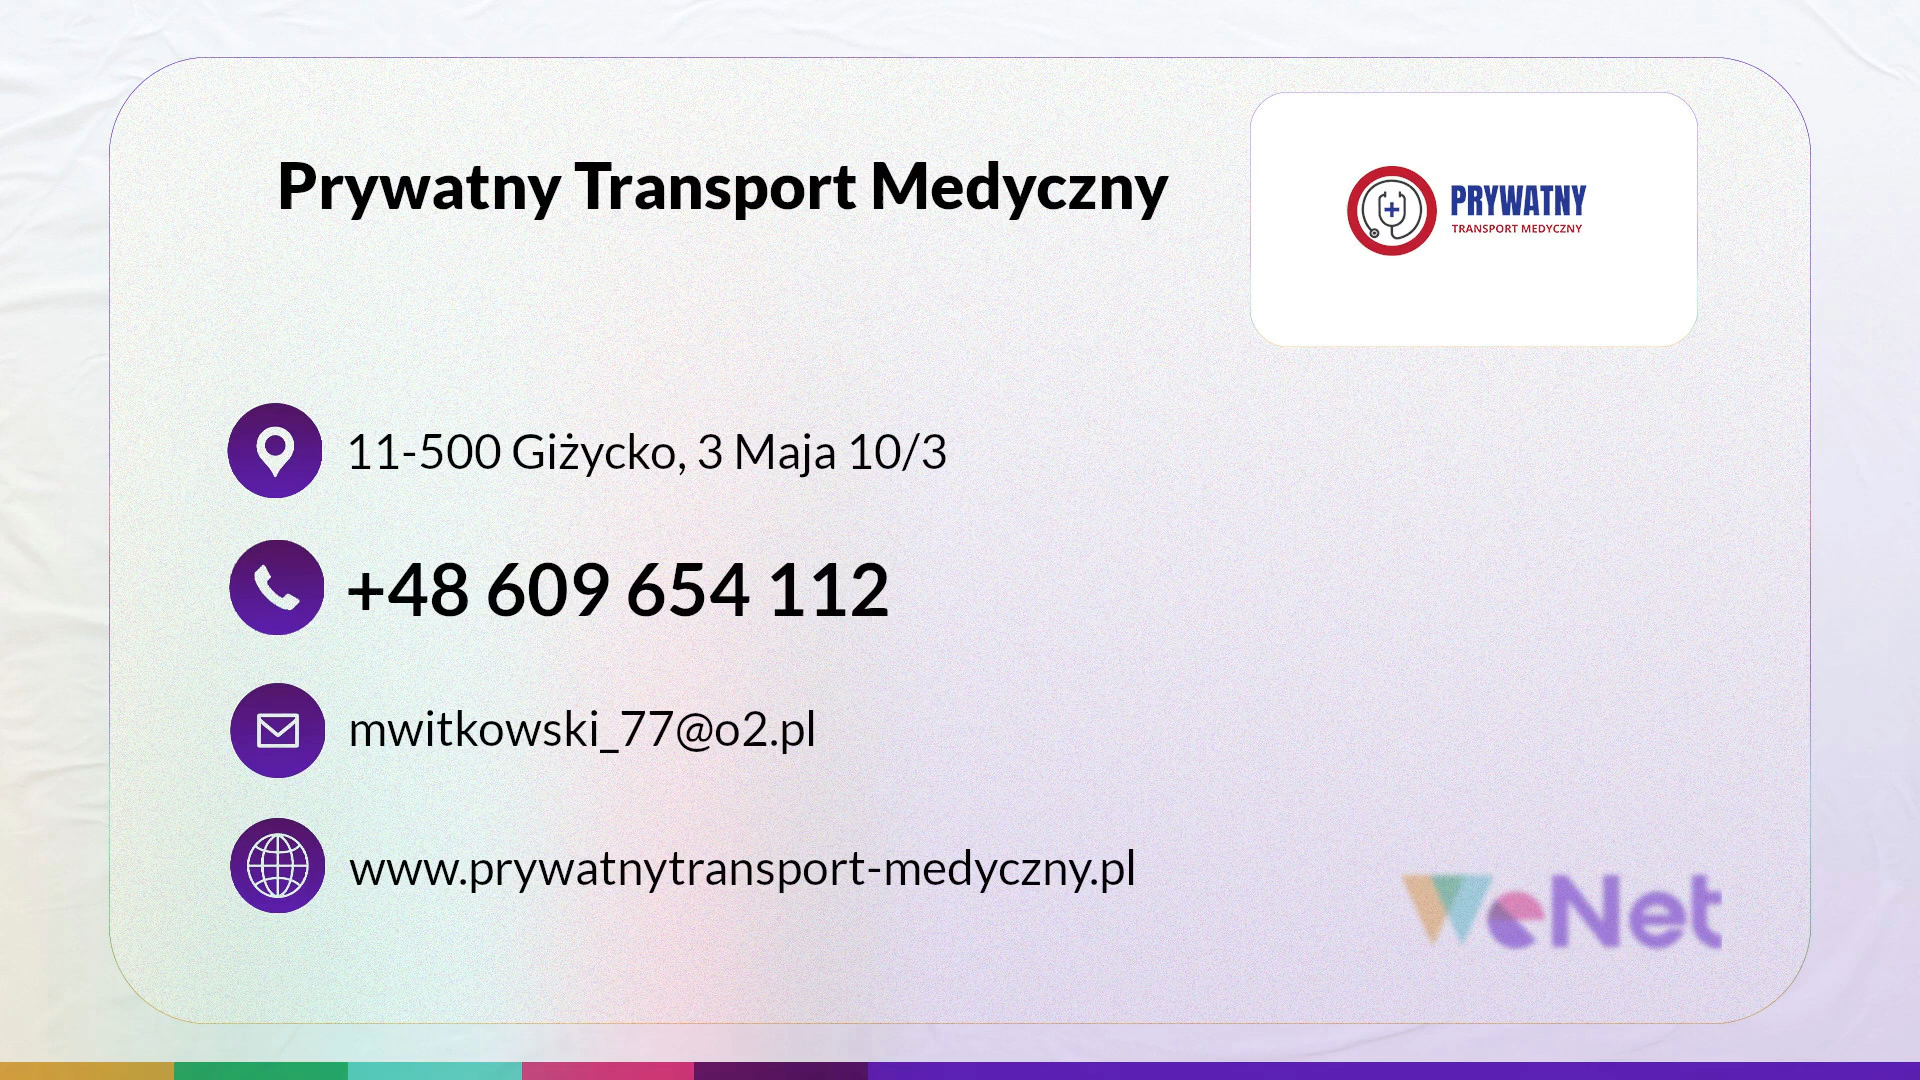 Prywatny Transport Medyczny
PRYWATNY
TRANSPORT MEDYCZNY
11-500 Giżycko, 3 Maja 10/3
+48 609 654 112
mwitkowski_77@o2.pl
www.prywatnytransport-medyczny.pl
WeNet